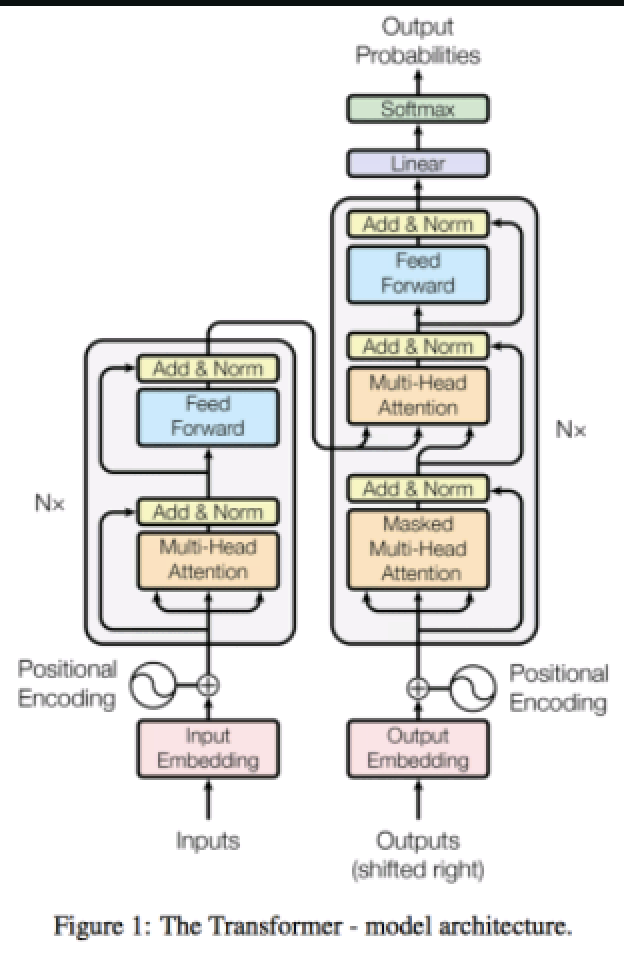 Output
Probabilities
Softmax
Linear
Add & Norm
Feed
Forward
Add & Norm
Multi-Head
Attention
Add & Norm
Masked
Multi-Head
Attention
Nx
Add & Norm
Feed
Forward
Add & Norm
Multi-Head
Attention
Nx
Positional
Encoding
Positional
Encoding
Input
Embedding
Output
Embedding
Inputs
Outputs
(shifted right)
Figure 1: The Transformer - model architecture.